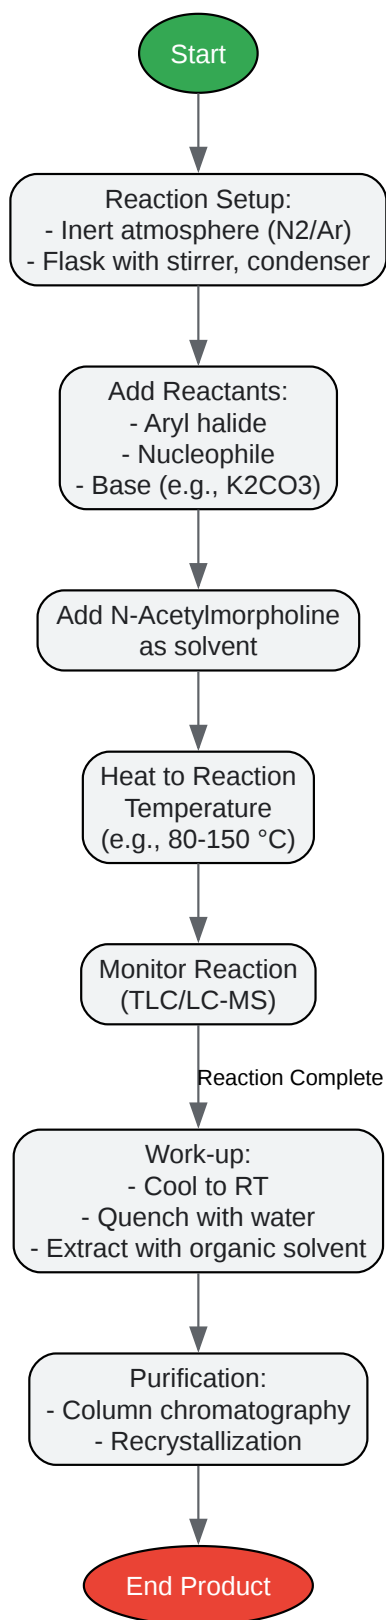 Start
Reaction Setup:
- Inert atmosphere (N2/Ar)
- Flask with stirrer, condenser
Add Reactants:
- Aryl halide
- Nucleophile
- Base (e.g., K2CO3)
Add N-Acetylmorpholine
as solvent
Heat to Reaction
Temperature
(e.g., 80-150 °C)
Monitor Reaction
(TLC/LC-MS)
Reaction Complete
Work-up:
- Cool to RT
- Quench with water
- Extract with organic solvent
Purification:
- Column chromatography
- Recrystallization
End Product